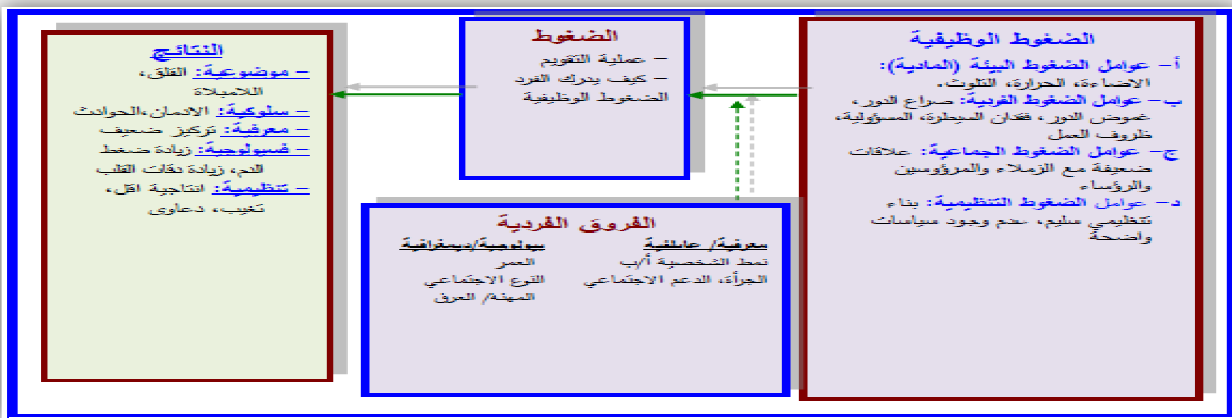 الضغوط الوظيفية
أ- عوامل الضغوط البيئة (المادية):
الاضاءة، الحرارة، التلوث.
ب- عوامل الضغوط الفردية: صراع الدور،
غموض الدور، فقدان السيطرة، المسؤولية،
ظروف العمل
ج- عوامل الضغوط الجماعية: علاقات
ضعيفة مع الزملاء والمرؤوسين
والرؤساء
د- عوامل الضغوط التنظيمية: بناء
تنظيمي سليم، عدم وجود سياسات
واضحة
الضغوط
- عملية التقويم
- كيف يدرك الفرد
الضغوط الوظيفية
الفروق الفردية
معرفية/ عاطفية
نمط الشخصية أ/ب
الجرأة، الدعم الاجتماعي
بيولوجية/ديمغرافية
العمر
النوع الاجتماعي
المهنة/ العرق
النتائج
- موضوعية: القلق،
اللامبلاة
- سلوكية: الادمان،الحوادث
- معرفية: تركيز ضعيف
- فسيولوجية: زيادة ضغط
الدم، زيادة دقات القلب
- تنظيمية: انتاجية اقل،
تغيب، دعاوى